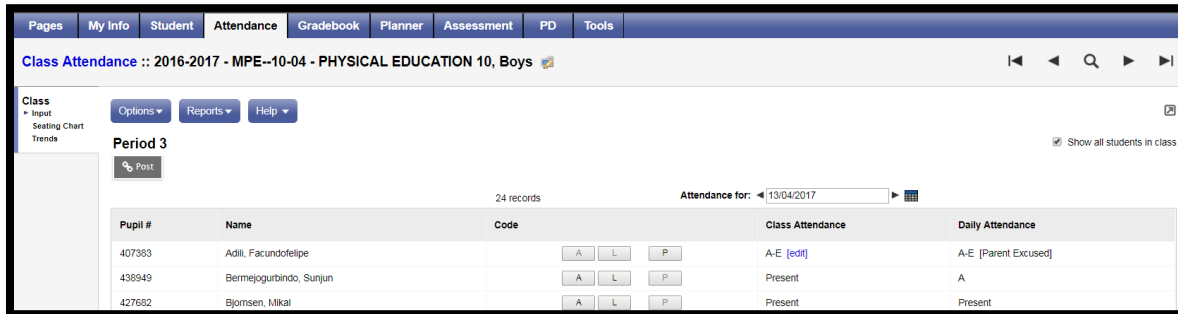 Pages My Info Student Attendance Gradebook Planner Assessment PD Tools
Class Attendance :: 2016-2017 - MPE--10-04 - PHYSICAL EDUCATION 10, Boys
Class
Input
Seating Chart
Trends
Options Reports Help
Period 3
Show all students in class
Post
24 records Attendance for: 13/04/2017
Pupil # Name Code Class Attendance Daily Attendance
407383 Adili, Facundofelipe A L P A-E [edit] A-E [Parent Excused]
438949 Bermejogurbindo, Sunjun A L P Present A
427682 Bjornsen, Mikal A L P Present Present